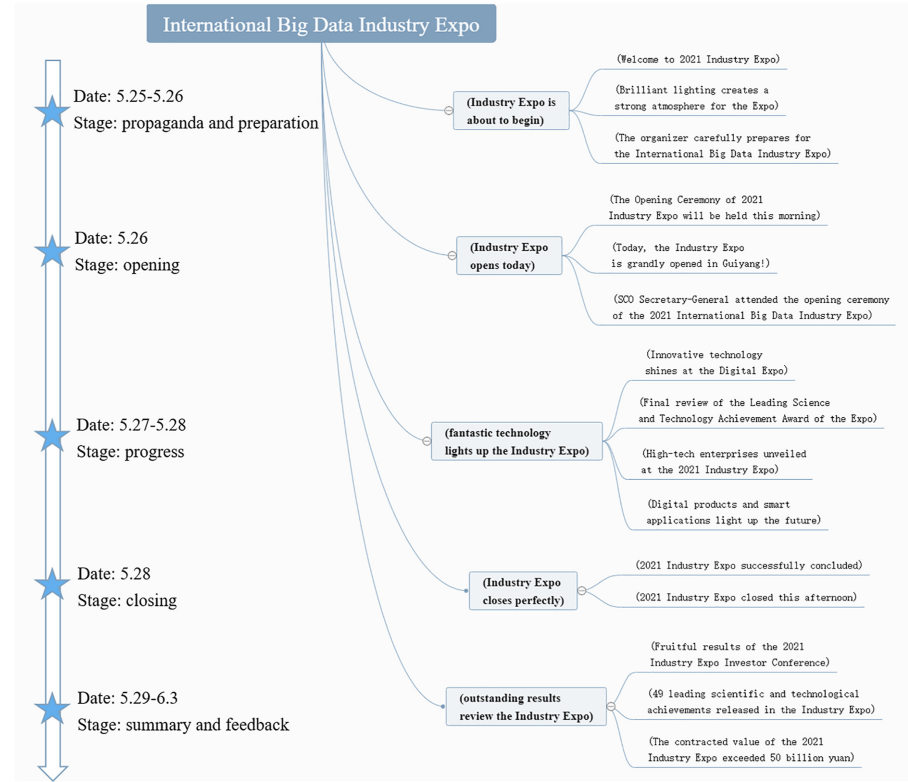 International Big Data Industry Expo
Date: 5.25-5.26
Stage: propaganda and preparation
(Industry Expo is
about to begin)
(Welcome to 2021 Industry Expo)
(Brilliant lighting creates a
strong atmosphere for the Expo)
(The organizer carefully prepares for
the International Big Data Industry Expo)
Date: 5.26
Stage: opening
(Industry Expo
opens today)
(The Opening Ceremony of 2021
Industry Expo will be held this morning)
(Today, the Industry Expo
is grandly opened in Guiyang!)
(SCO Secretary-General attended the opening ceremony
of the 2021 International Big Data Industry Expo)
Date: 5.27-5.28
Stage: progress
(fantastic technology
lights up the Industry Expo)
(Innovative technology
shines at the Digital Expo)
(Final review of the Leading Science
and Technology Achievement Award of the Expo)
(High-tech enterprises unveiled
at the 2021 Industry Expo)
(Digital products and smart
applications light up the future)
Date: 5.28
Stage: closing
(Industry Expo
closes perfectly)
(2021 Industry Expo successfully concluded)
(2021 Industry Expo closed this afternoon)
Date: 5.29-6.3
Stage: summary and feedback
(outstanding results
review the Industry Expo)
(Fruitful results of the 2021
Industry Expo Investor Conference)
(49 leading scientific and technological
achievements released in the Industry Expo)
(The contracted value of the 2021
Industry Expo exceeded 50 billion yuan)